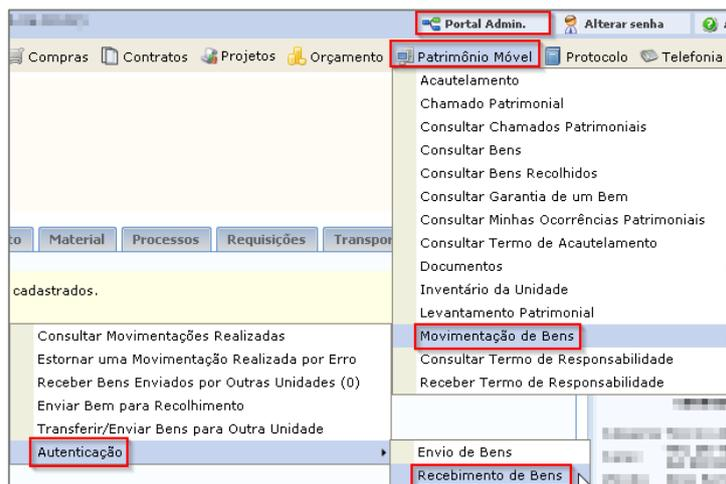 Portal Admin. Alterar senha
Compras Contratos Projetos Orçamento Patrimônio Móvel Protocolo Telefonia
Acautelamento
Chamado Patrimonial
Consultar Chamados Patrimoniais
Consultar Bens
Consultar Bens Recolhidos
Consultar Garantia de um Bem
Consultar Minhas Ocorrências Patrimoniais
Consultar Termo de Acautelamento
Documentos
Inventário da Unidade
Levantamento Patrimonial
Movimentação de Bens
Consultar Termo de Responsabilidade
Receber Termo de Responsabilidade
to Material Processos Requisições Transpor
cadastrados.
Consultar Movimentações Realizadas
Estornar uma Movimentação Realizada por Erro
Receber Bens Enviados por Outras Unidades (0)
Enviar Bem para Recolhimento
Transferir/Enviar Bens para Outra Unidade
Autenticação
Envio de Bens
Recebimento de Bens